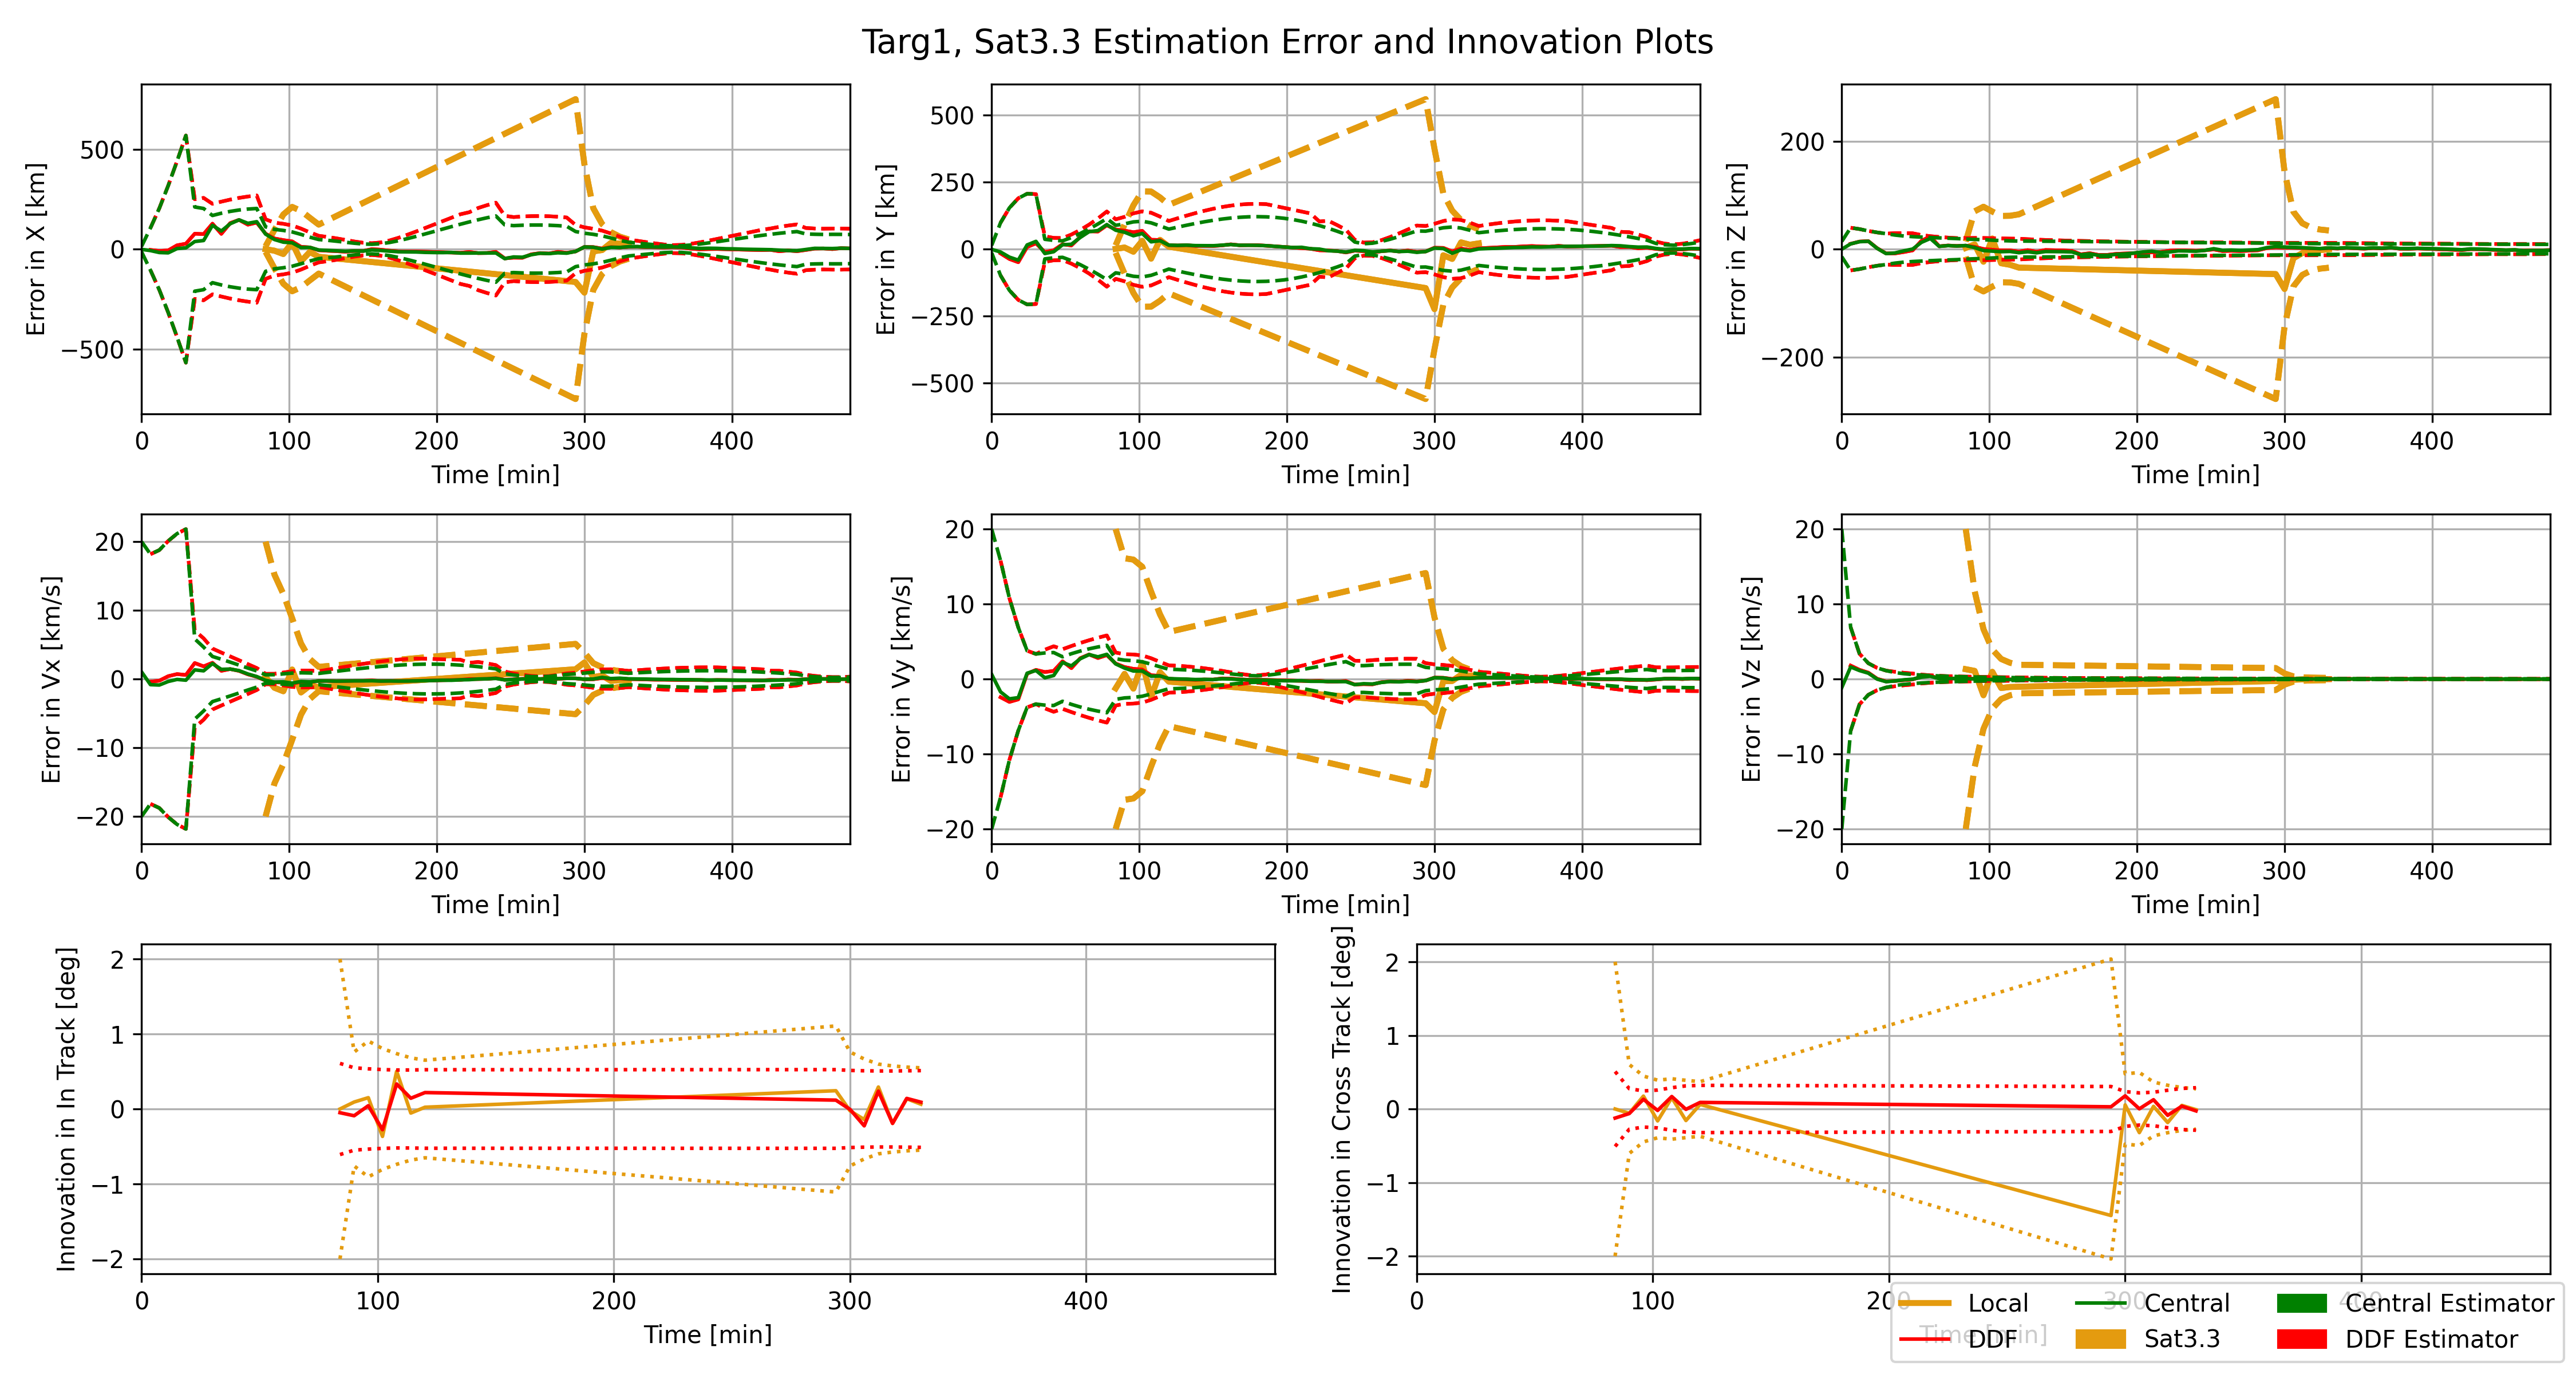 Targ1, Sat3.3 Estimation Error and Innovation Plots
Error in X [km]
500
0
−500
0 100 200 300 400
Time [min]
Error in Y [km]
500
250
0
−250
−500
0 100 200 300 400
Time [min]
Error in Z [km]
200
0
−200
0 100 200 300 400
Time [min]
Error in Vx [km/s]
20
10
0
−10
−20
0 100 200 300 400
Time [min]
Error in Vy [km/s]
20
10
0
−10
−20
0 100 200 300 400
Time [min]
Error in Vz [km/s]
20
10
0
−10
−20
0 100 200 300 400
Time [min]
Innovation in In Track [deg]
2
1
0
−1
−2
0 100 200 300 400
Time [min]
Innovation in Cross Track [deg]
2
1
0
−1
−2
0 100 200 300 400
Time [min]
Local Central Central Estimator
DDF Sat3.3 DDF Estimator